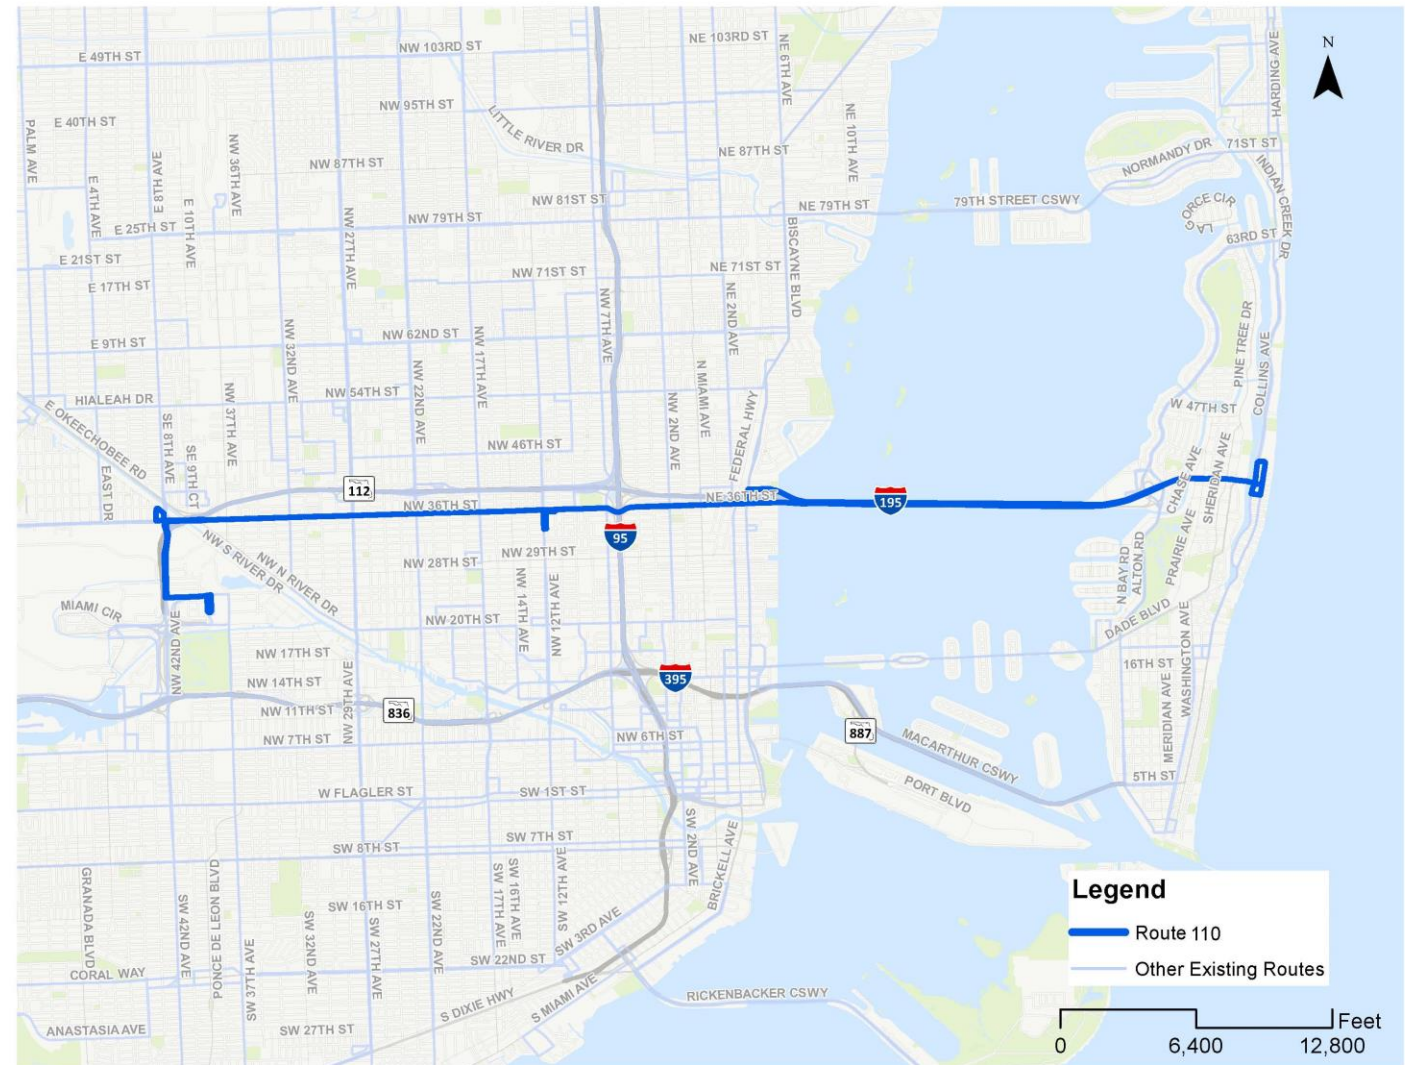 N
E 49TH ST
NW 103RD ST
NE 103RD ST
NE 6TH AVE
HARDING AVE
PALM AVE
E 40TH ST
NW 95TH ST
LITTLE RIVER DR
NE 10TH AVE
NW 36TH AVE
NW 87TH ST
NE 87TH ST
NORMANDY DR
71ST ST
E 4TH AVE
E 8TH AVE
E 10TH AVE
INDIAN CREEK DR
E 25TH ST
NW 27TH AVE
NW 79TH ST
NW 81ST ST
NE 79TH ST
79TH STREET CSWY
LA GORCE CIR
63RD ST
BISCAYNE BLVD
E 21ST ST
E 17TH ST
NW 71ST ST
NE 71ST ST
NW 7TH AVE
NE 2ND AVE
E 9TH ST
NW 32ND AVE
NW 62ND ST
NW 17TH AVE
NW 22ND AVE
N MIAMI AVE
PINE TREE DR
COLLINS AVE
HIALEAH DR
NW 37TH AVE
NW 54TH ST
NW 2ND AVE
FEDERAL HWY
W 47TH ST
E OKEECHOBEE RD
SE 8TH AVE
SE 9TH CT
NW 46TH ST
EAST DR
CHASE AVE
SHERIDAN AVE
112
NW 36TH ST
NE 36TH ST
195
95
NW S RIVER DR
NW N RIVER DR
NW 28TH ST
NW 29TH ST
N BAY RD
ALTON RD
PRAIRIE AVE
MIAMI CIR
NW 42ND AVE
NW 20TH ST
NW 14TH AVE
NW 12TH AVE
DADE BLVD
NW 17TH ST
NW 14TH ST
NW 29TH AVE
395
16TH ST
WASHINGTON AVE
MERIDIAN AVE
NW 11TH ST
836
NW 7TH ST
NW 6TH ST
887
MACARTHUR CSWY
5TH ST
PORT BLVD
W FLAGLER ST
SW 1ST ST
SW 2ND AVE
BRICKELL AVE
SW 8TH ST
SW 7TH ST
GRANADA BLVD
SW 42ND AVE
PONCE DE LEON BLVD
SW 37TH AVE
SW 32ND AVE
SW 16TH ST
SW 27TH AVE
SW 22ND AVE
SW 17TH AVE
SW 16TH AVE
SW 12TH AVE
SW 3RD AVE
CORAL WAY
SW 22ND ST
S DIXIE HWY
S MIAMI AVE
RICKENBACKER CSWY
ANASTASIA AVE
SW 27TH ST
Legend
Route 110
Other Existing Routes
Feet
0 6,400 12,800